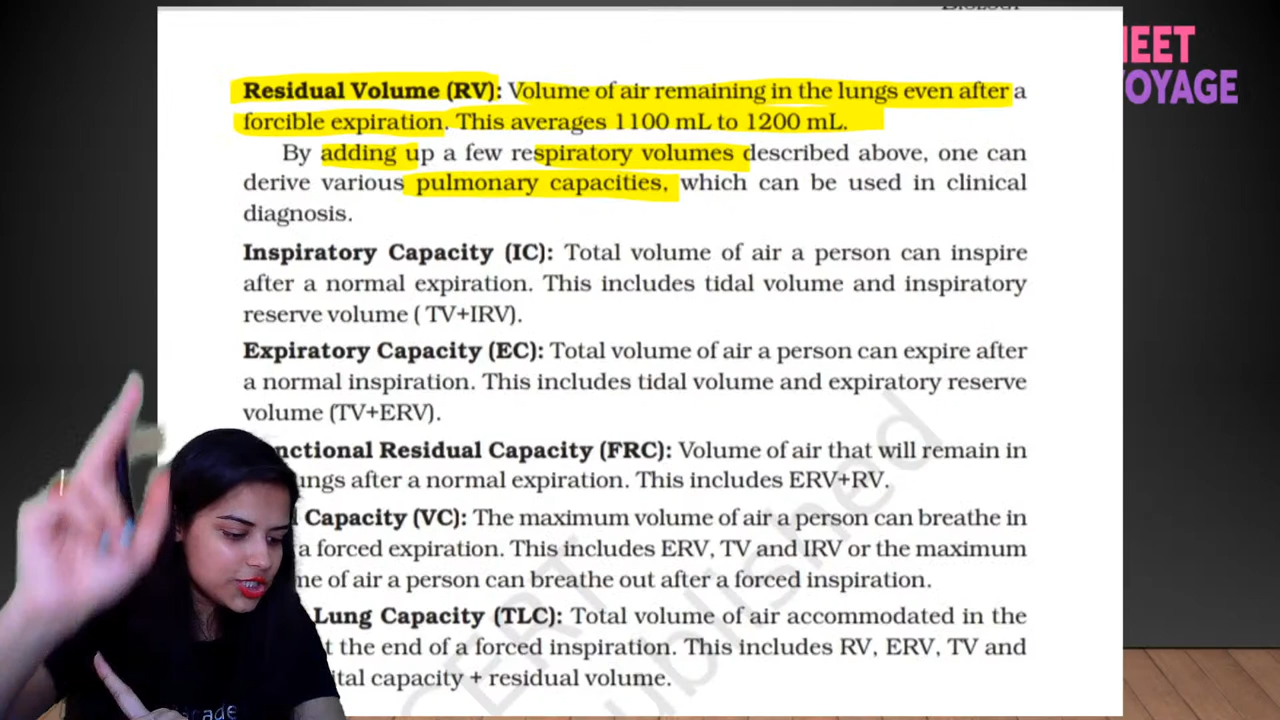 Residual Volume (RV): Volume of air remaining in the lungs even after a
forcible expiration. This averages 1100 mL to 1200 mL.
By adding up a few respiratory volumes described above, one can
derive various pulmonary capacities, which can be used in clinical
diagnosis.
Inspiratory Capacity (IC): Total volume of air a person can inspire
after a normal expiration. This includes tidal volume and inspiratory
reserve volume ( TV+IRV).
Expiratory Capacity (EC): Total volume of air a person can expire after
a normal inspiration. This includes tidal volume and expiratory reserve
volume (TV+ERV).
nctional Residual Capacity (FRC): Volume of air that will remain in
ungs after a normal expiration. This includes ERV+RV.
Capacity (VC): The maximum volume of air a person can breathe in
a forced expiration. This includes ERV, TV and IRV or the maximum
me of air a person can breathe out after a forced inspiration.
Lung Capacity (TLC): Total volume of air accommodated in the
t the end of a forced inspiration. This includes RV, ERV, TV and
ital capacity + residual volume.
EET
OYAGE